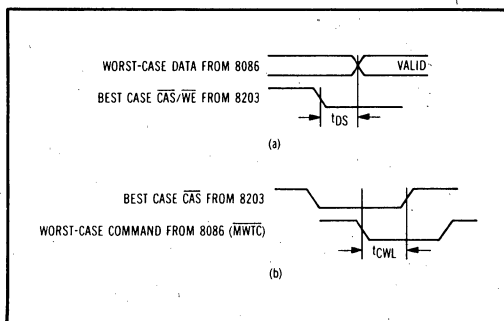 WORST-CASE DATA FROM 8086
VALID
BEST CASE CAS/WE FROM 8203
tDS
(a)
BEST CASE CAS FROM 8203
WORST-CASE COMMAND FROM 8086 (MWTC)
tCWL
(b)